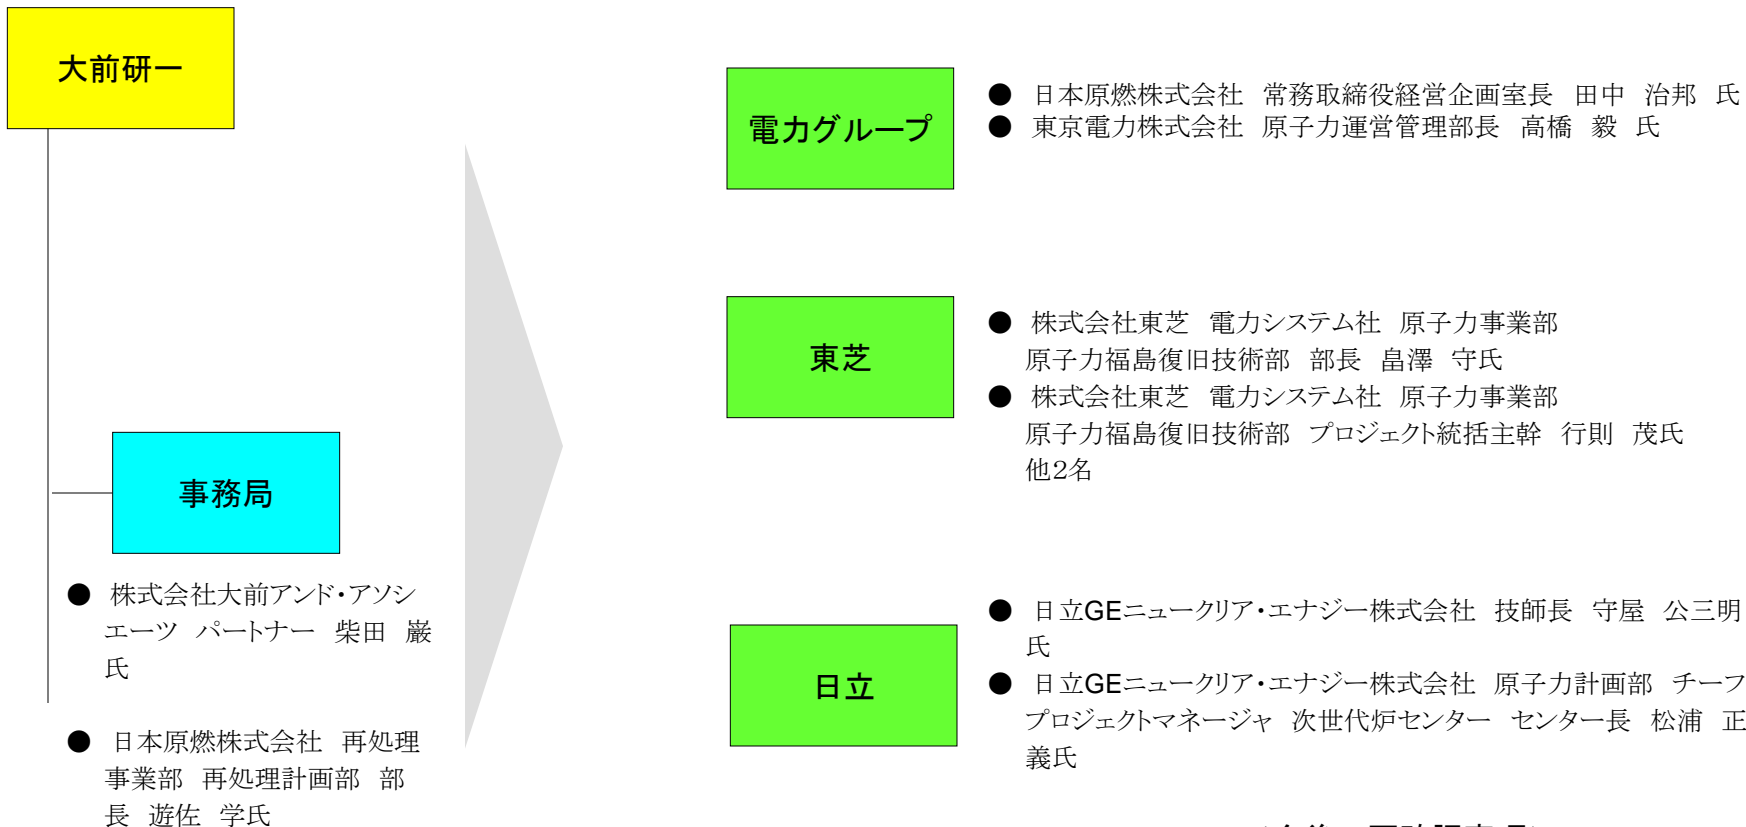 大前研一
事務局
● 株式会社大前アンド・アソシ
エーツ パートナー 柴田 巌
氏
● 日本原燃株式会社 再処理
事業部 再処理計画部 部
長 遊佐 学氏
電力グループ
● 日本原燃株式会社 常務取締役経営企画室長 田中 治邦 氏
● 東京電力株式会社 原子力運営管理部長 高橋 毅 氏
東芝
● 株式会社東芝 電力システム社 原子力事業部
原子力福島復旧技術部 部長 畠澤 守氏
● 株式会社東芝 電力システム社 原子力事業部
原子力福島復旧技術部 プロジェクト統括主幹 行則 茂氏
他2名
日立
● 日立GEニュークリア・エナジー株式会社 技師長 守屋 公三明
氏
● 日立GEニュークリア・エナジー株式会社 原子力計画部 チーフ
プロジェクトマネージャ 次世代炉センター センター長 松浦 正
義氏